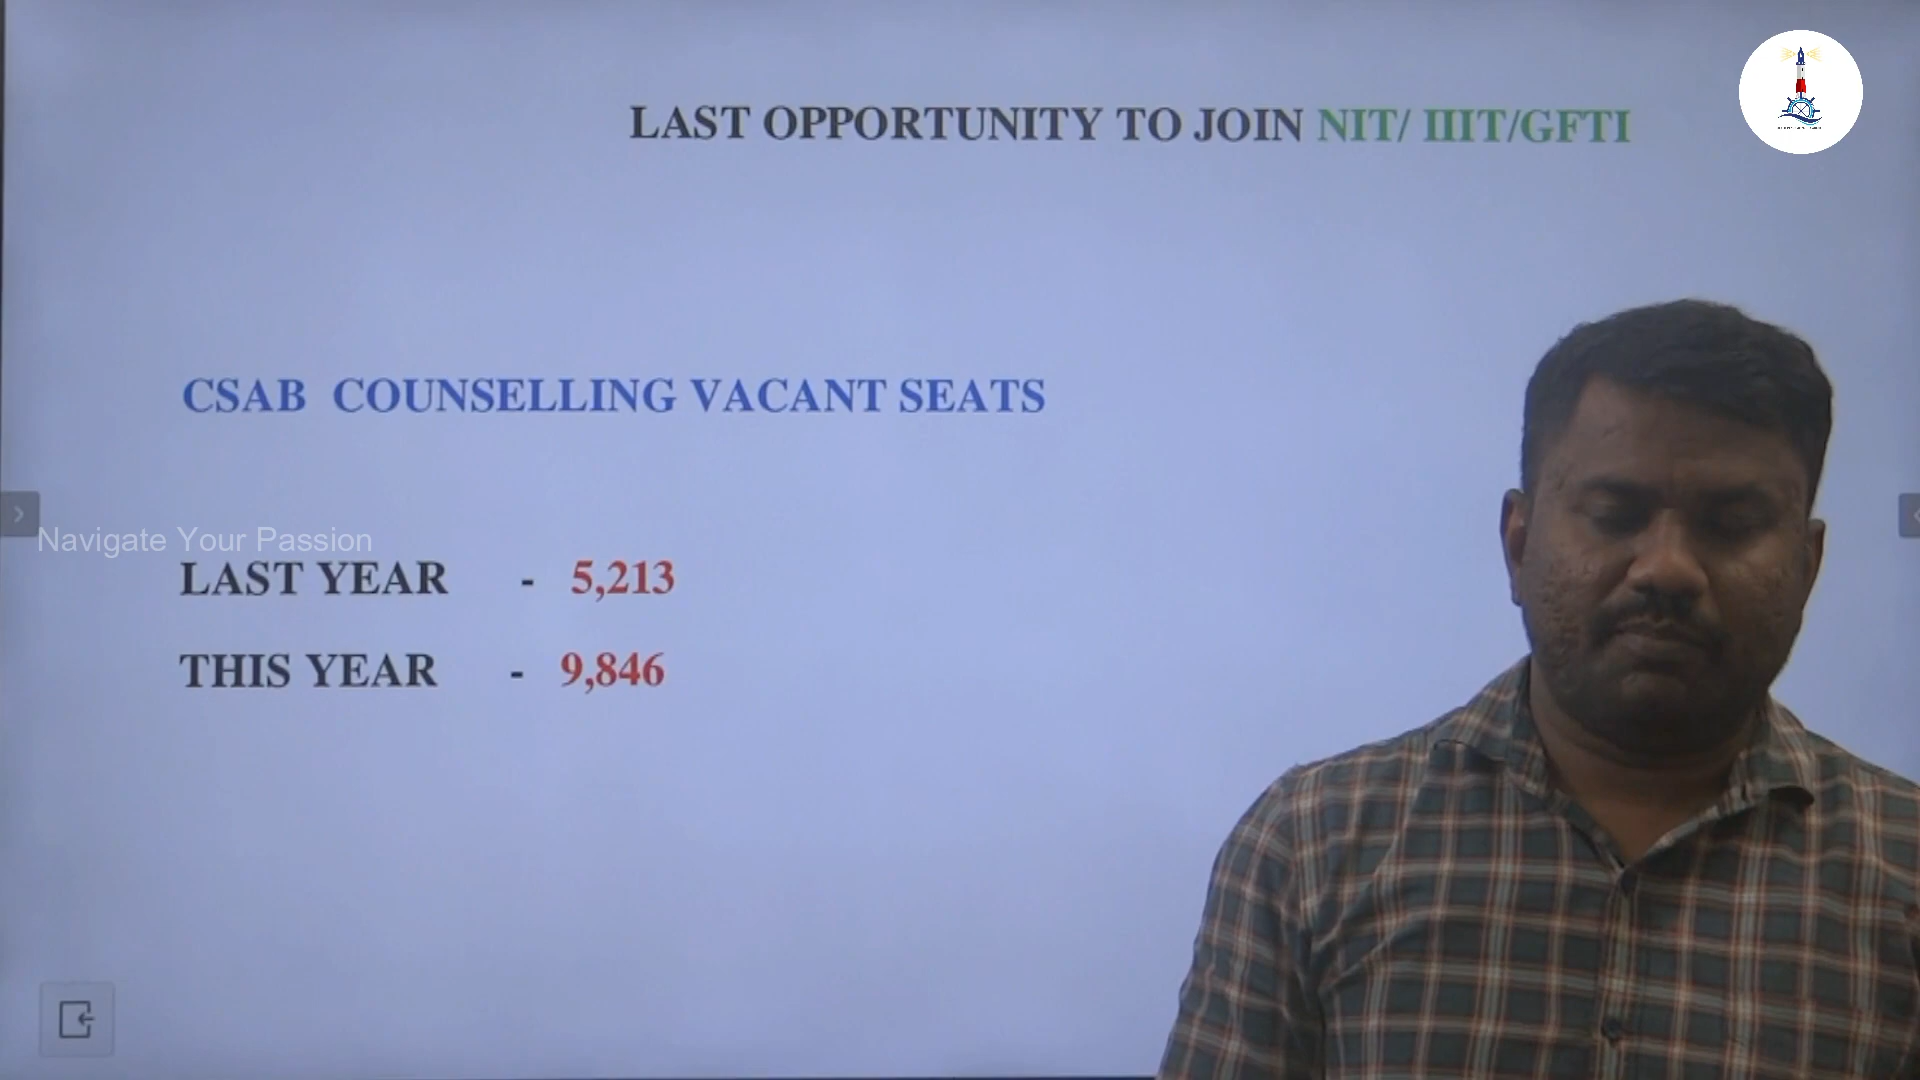 LAST OPPORTUNITY TO JOIN NIT/ IIIT/GFTI
CSAB COUNSELLING VACANT SEATS
Navigate Your Passion
LAST YEAR - 5,213
THIS YEAR - 9,846